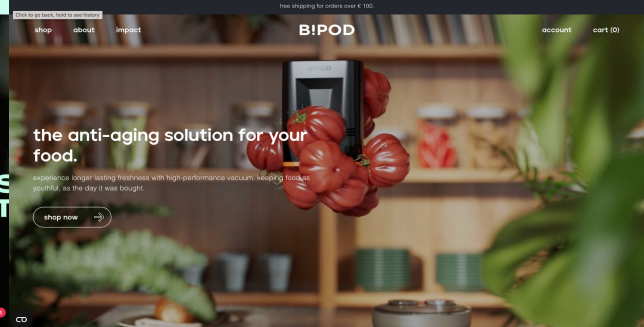 free shipping for orders over € 100.
Click to go back, hold to see history
shop about impact
B!POD
account cart (0)
B!POD
the anti-aging solution for your
food.
experience longer lasting freshness with high-performance vacuum. keeping food as
youthful, as the day it was bought.
shop now
S
T